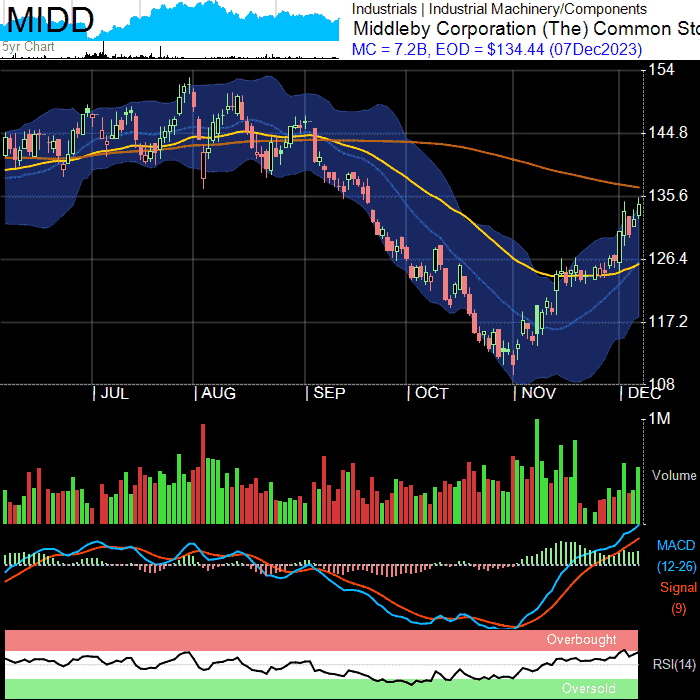 MIDD
5yr Chart
Industrials | Industrial Machinery/Components
Middleby Corporation (The) Common Sto
MC = 7.2B, EOD = $134.44 (07Dec2023)
154
144.8
135.6
126.4
117.2
108
| JUL
| AUG
| SEP
| OCT
| NOV
| DEC
1M
Volume
MACD
(12-26)
Signal
(9)
Overbought
RSI(14)
Oversold